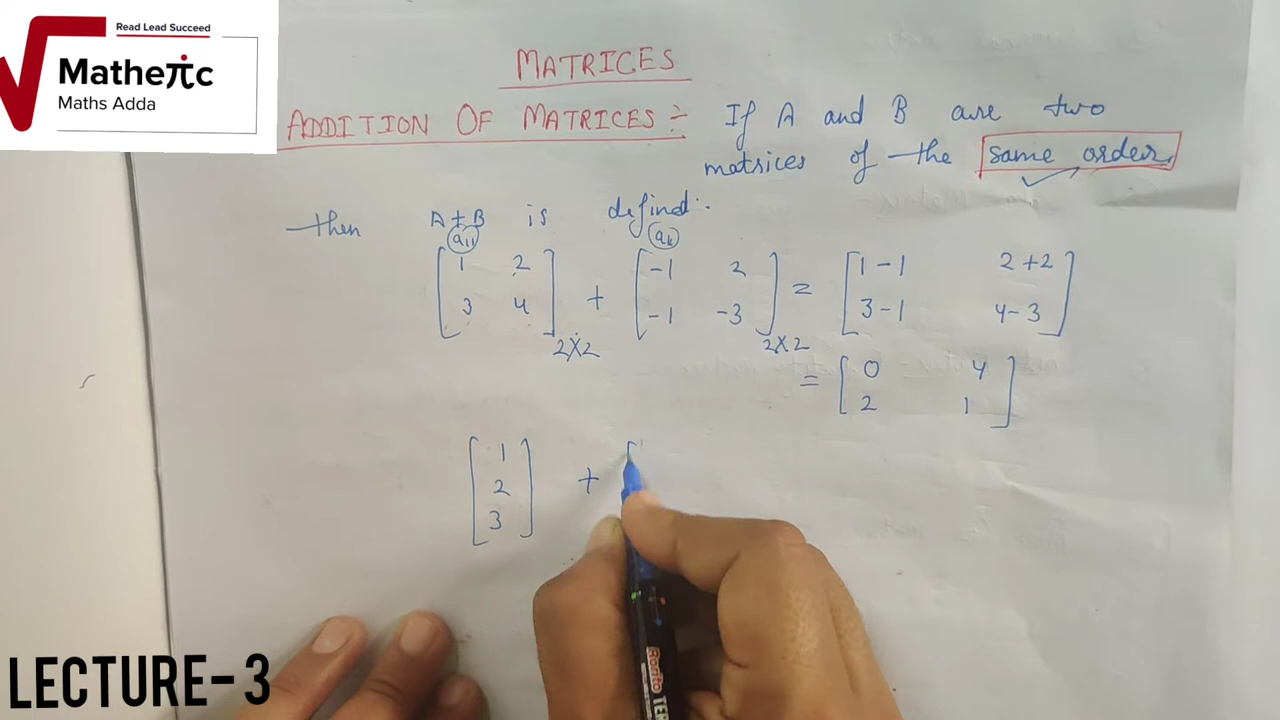 Read Lead Succeed
Matheπc
Maths Adda
MATRICES
ADDITION OF MATRICES :- If A and B are two
matrices of the same order,
then A+B is defind:.
a11 a11
[1 2
3 4] 2×2 + [-1 2
-1 -3] 2×2 = [1-1 2+2
3-1 4-3]
= [0 4
2 1]
[1
2
3] + [
LECTURE- 3